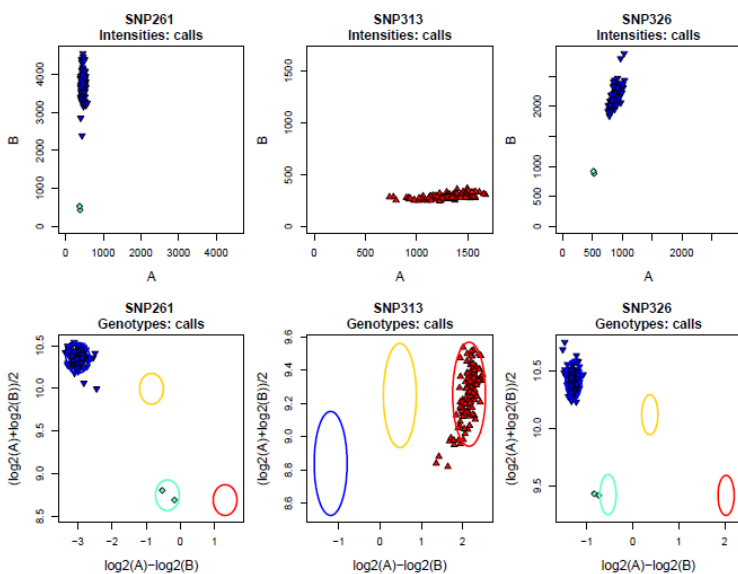 SNP261
Intensities: calls
B
0 1000 2000 3000 4000
0 1000 2000 3000 4000
A
SNP313
Intensities: calls
B
0 500 1000 1500
0 500 1000 1500
A
SNP326
Intensities: calls
B
0 500 1000 2000
0 500 1000 2000
A
SNP261
Genotypes: calls
(log2(A)+log2(B))/2
8.5 9.0 9.5 10.0 10.5
-3 -2 -1 0 1
log2(A)−log2(B)
SNP313
Genotypes: calls
(log2(A)+log2(B))/2
8.6 8.8 9.0 9.2 9.4 9.6
-1 0 1 2
log2(A)−log2(B)
SNP326
Genotypes: calls
(log2(A)+log2(B))/2
9.5 10.0 10.5
-1 0 1 2
log2(A)−log2(B)